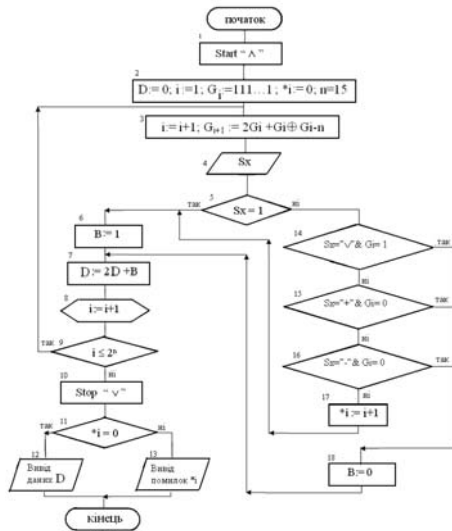 початок
1
Start “ ∧ ”
2
D:= 0; i :=1; Gi:=111…1 ; *i:= 0; n=15
3
i:= i+1; Gi+1 := 2Gi +Gi⊕ Gi-n
4
Sx
5
так
Sx = 1
ні
6
B:= 1
14
Sx="∨"& Gi= 1
так
7
D:= 2D +B
ні
8
i:= i+1
15
Sx="+"& Gi= 0
так
так
9
i ≤ 2ⁿ
ні
16
Sx="-"& Gi= 0
так
ні
10
Stop “ ∨ ”
ні
17
*i := i+1
11
так
*i = 0
ні
12
Вивід
даних D
13
Вивід
помилок *i
B:= 0
кінець